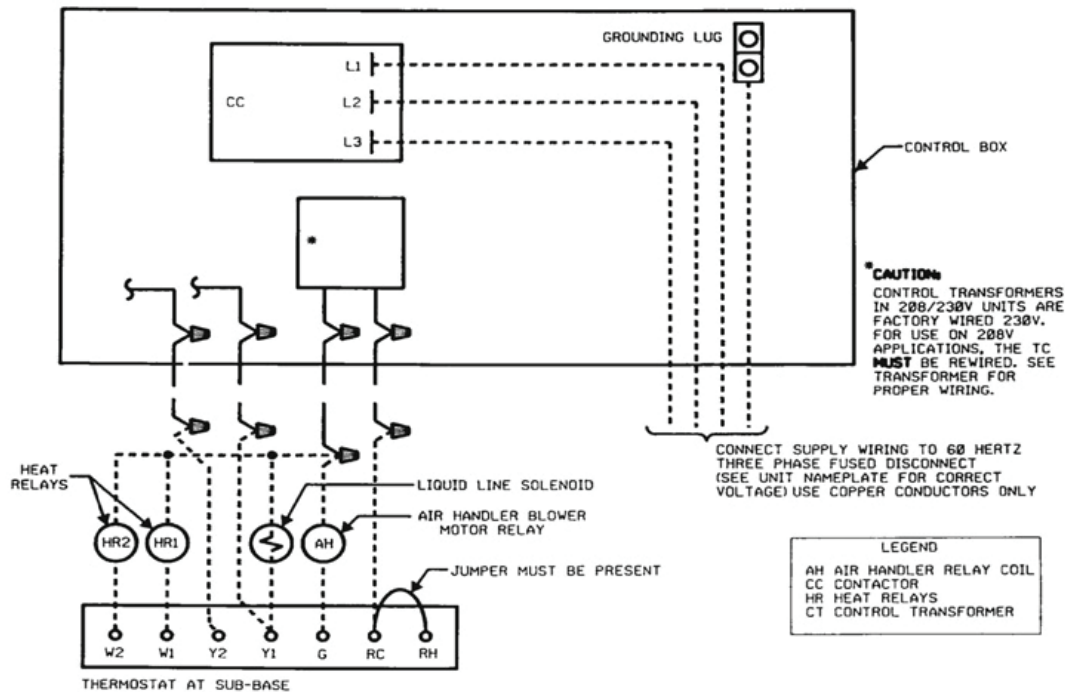 GROUNDING LUG
L1
CC
L2
L3
CONTROL BOX
*
*CAUTION:
CONTROL TRANSFORMERS
IN 208/230V UNITS ARE
FACTORY WIRED 230V.
FOR USE ON 208V
APPLICATIONS, THE TC
MUST BE REWIRED. SEE
TRANSFORMER FOR
PROPER WIRING.
CONNECT SUPPLY WIRING TO 60 HERTZ
THREE PHASE FUSED DISCONNECT
(SEE UNIT NAMEPLATE FOR CORRECT
VOLTAGE) USE COPPER CONDUCTORS ONLY
HEAT
RELAYS
LIQUID LINE SOLENOID
AIR HANDLER BLOWER
MOTOR RELAY
HR2
HR1
AH
JUMPER MUST BE PRESENT
LEGEND
AH AIR HANDLER RELAY COIL
CC CONTACTOR
HR HEAT RELAYS
CT CONTROL TRANSFORMER
W2 W1 Y2 Y1 G RC RH
THERMOSTAT AT SUB-BASE